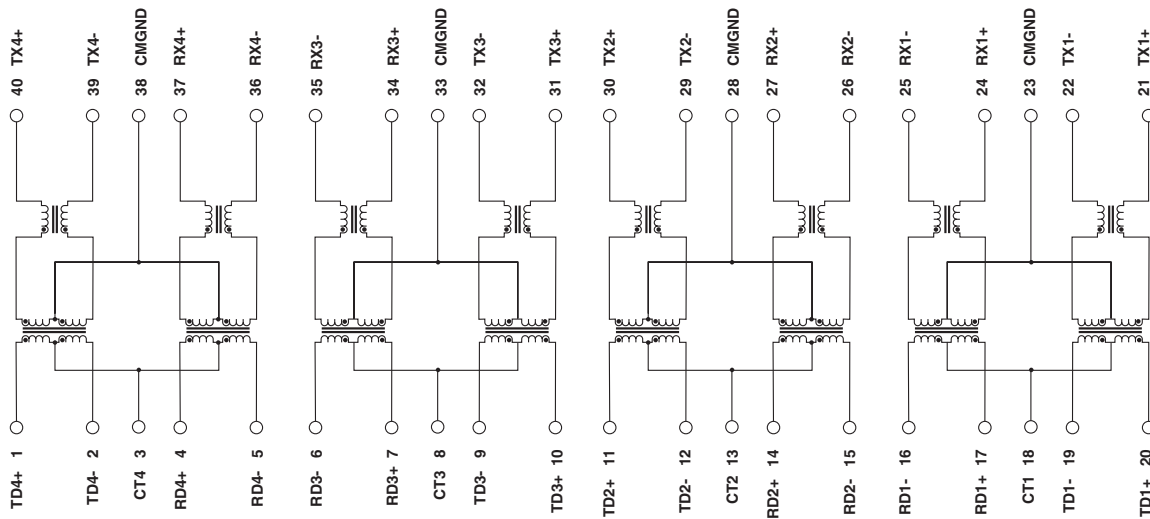 40 TX4+
39 TX4-
38 CMGND
37 RX4+
36 RX4-
35 RX3-
34 RX3+
33 CMGND
32 TX3-
31 TX3+
30 TX2+
29 TX2-
28 CMGND
27 RX2+
26 RX2-
25 RX1-
24 RX1+
23 CMGND
22 TX1-
21 TX1+
TD4+ 1
TD4- 2
CT4 3
RD4+ 4
RD4- 5
RD3- 6
RD3+ 7
CT3 8
TD3- 9
TD3+ 10
TD2+ 11
TD2- 12
CT2 13
RD2+ 14
RD2- 15
RD1- 16
RD1+ 17
CT1 18
TD1- 19
TD1+ 20